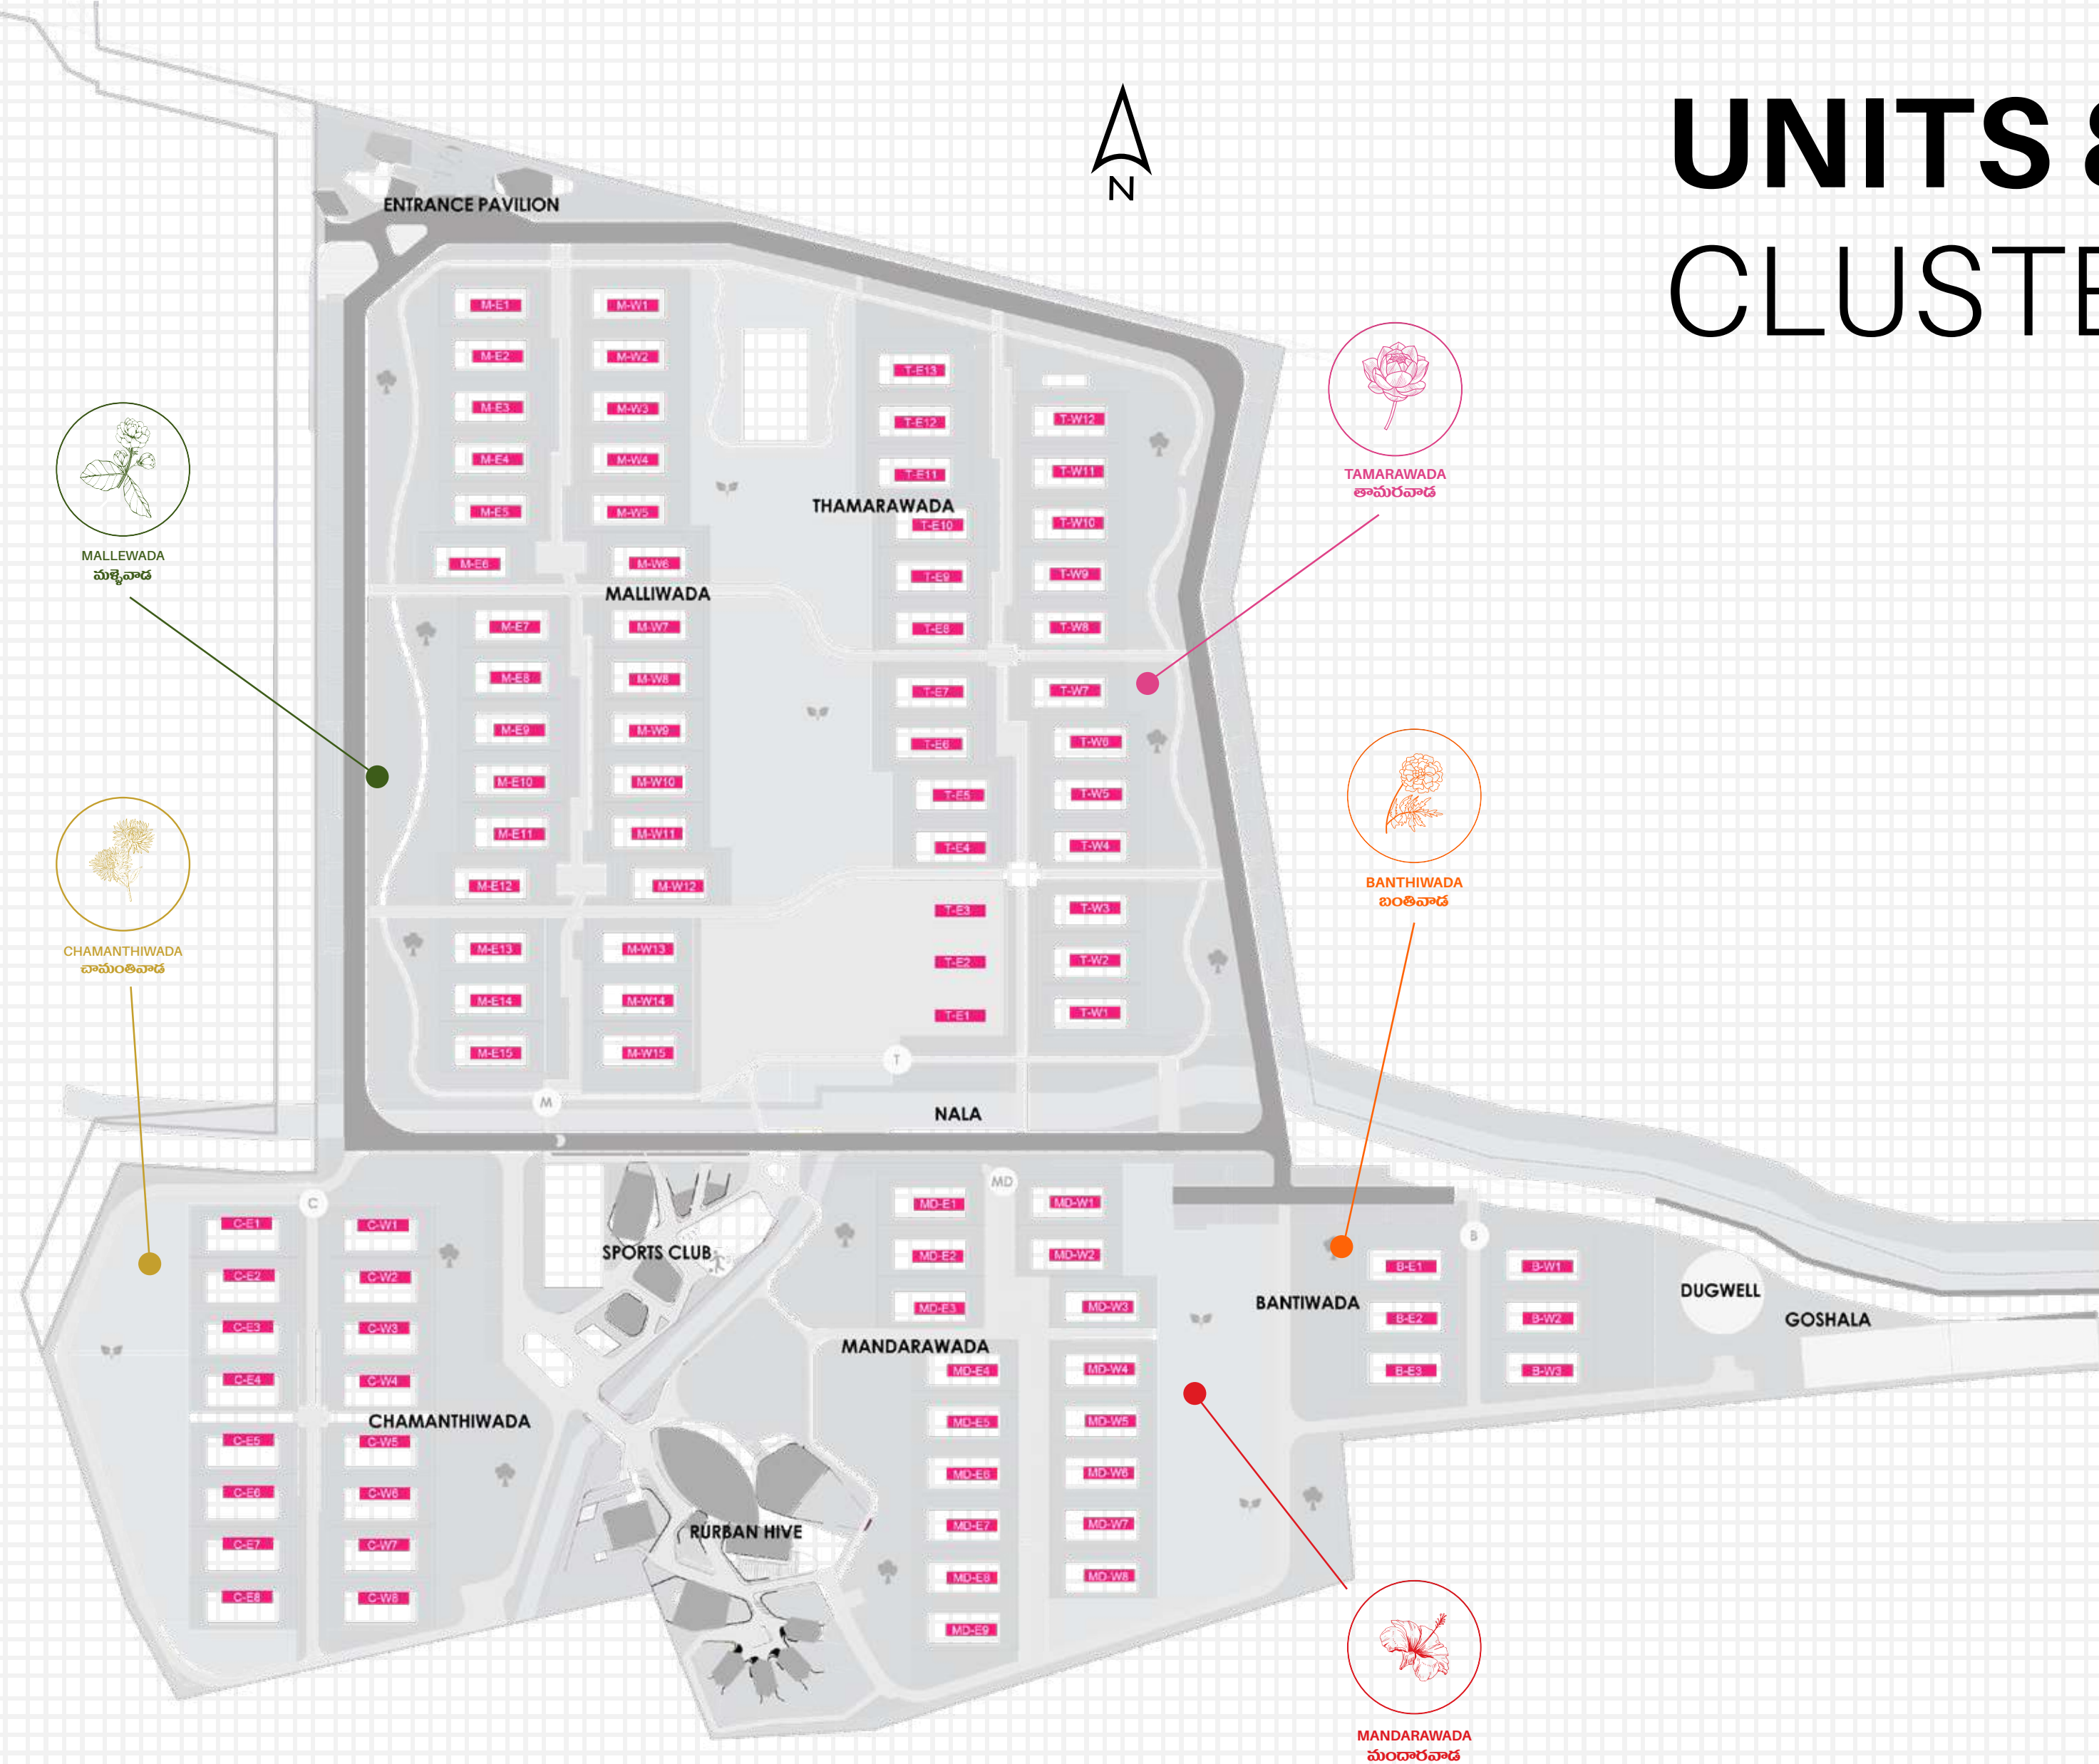 UNITS &
CLUSTE
N
ENTRANCE PAVILION
M-E1
M-W1
M-E2
M-W2
M-E3
M-W3
M-E4
M-W4
M-E5
M-W5
M-E6
M-W6
MALLIWADA
M-E7
M-W7
M-E8
M-W8
M-E9
M-W9
M-E10
M-W10
M-E11
M-W11
M-E12
M-W12
M-E13
M-W13
M-E14
M-W14
M-E15
M-W15
M
T-E13
T-E12
T-W12
T-E11
T-W11
THAMARAWADA
T-E10
T-W10
T-E9
T-W9
T-E8
T-W8
T-E7
T-W7
T-E6
T-W6
T-E5
T-W5
T-E4
T-W4
T-E3
T-W3
T-E2
T-W2
T-E1
T-W1
T
NALA
TAMARAWADA
తామరవాడ
MALLEWADA
మళ్ళెవాడ
BANTHIWADA
బంతివాడ
CHAMANTHIWADA
చామంతివాడ
C
C-E1
C-W1
C-E2
C-W2
C-E3
C-W3
C-E4
C-W4
CHAMANTHIWADA
C-E5
C-W5
C-E6
C-W6
C-E7
C-W7
C-E8
C-W8
SPORTS CLUB
RURBAN HIVE
MD
MD-E1
MD-W1
MD-E2
MD-W2
MD-E3
MD-W3
MANDARAWADA
MD-E4
MD-W4
MD-E5
MD-W5
MD-E6
MD-W6
MD-E7
MD-W7
MD-E8
MD-W8
MD-E9
B
B-E1
B-W1
BANTIWADA
B-E2
B-W2
B-E3
B-W3
DUGWELL
GOSHALA
MANDARAWADA
మందారవాడ